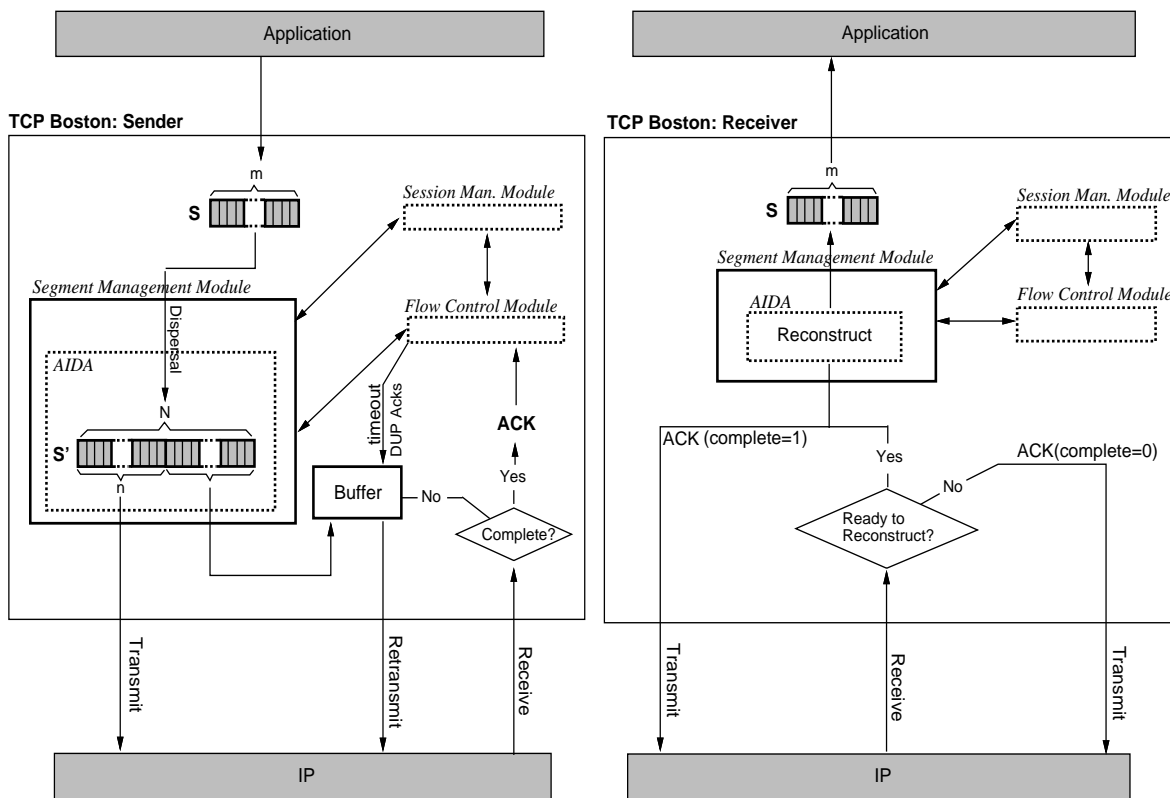 Application
TCP Boston: Sender
m
S
Session Man. Module
Segment Management Module
Flow Control Module
Dispersal
AIDA
N
S'
n
timeout
DUP Acks
ACK
Yes
Buffer
No
Complete?
Transmit
Retransmit
Receive
IP
Application
TCP Boston: Receiver
m
S
Session Man. Module
Segment Management Module
Flow Control Module
AIDA
Reconstruct
ACK (complete=1)
Yes
ACK(complete=0)
No
Ready to
Reconstruct?
Transmit
Receive
Transmit
IP